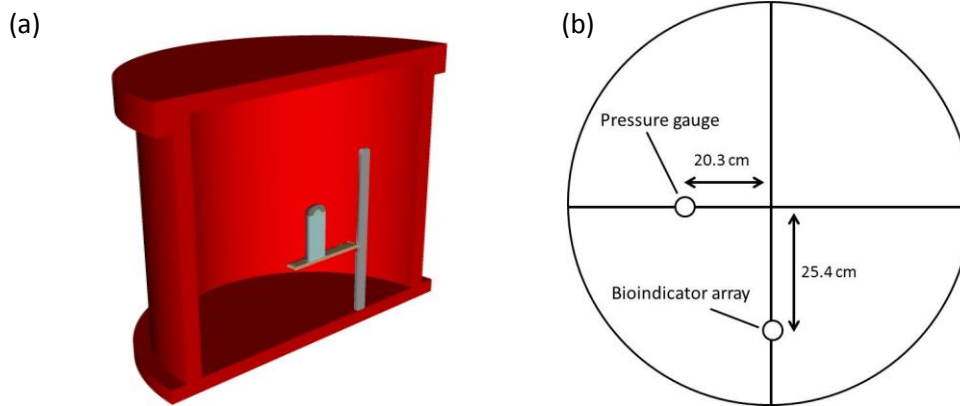 (a)
(b)
Pressure gauge
20.3 cm
25.4 cm
Bioindicator array